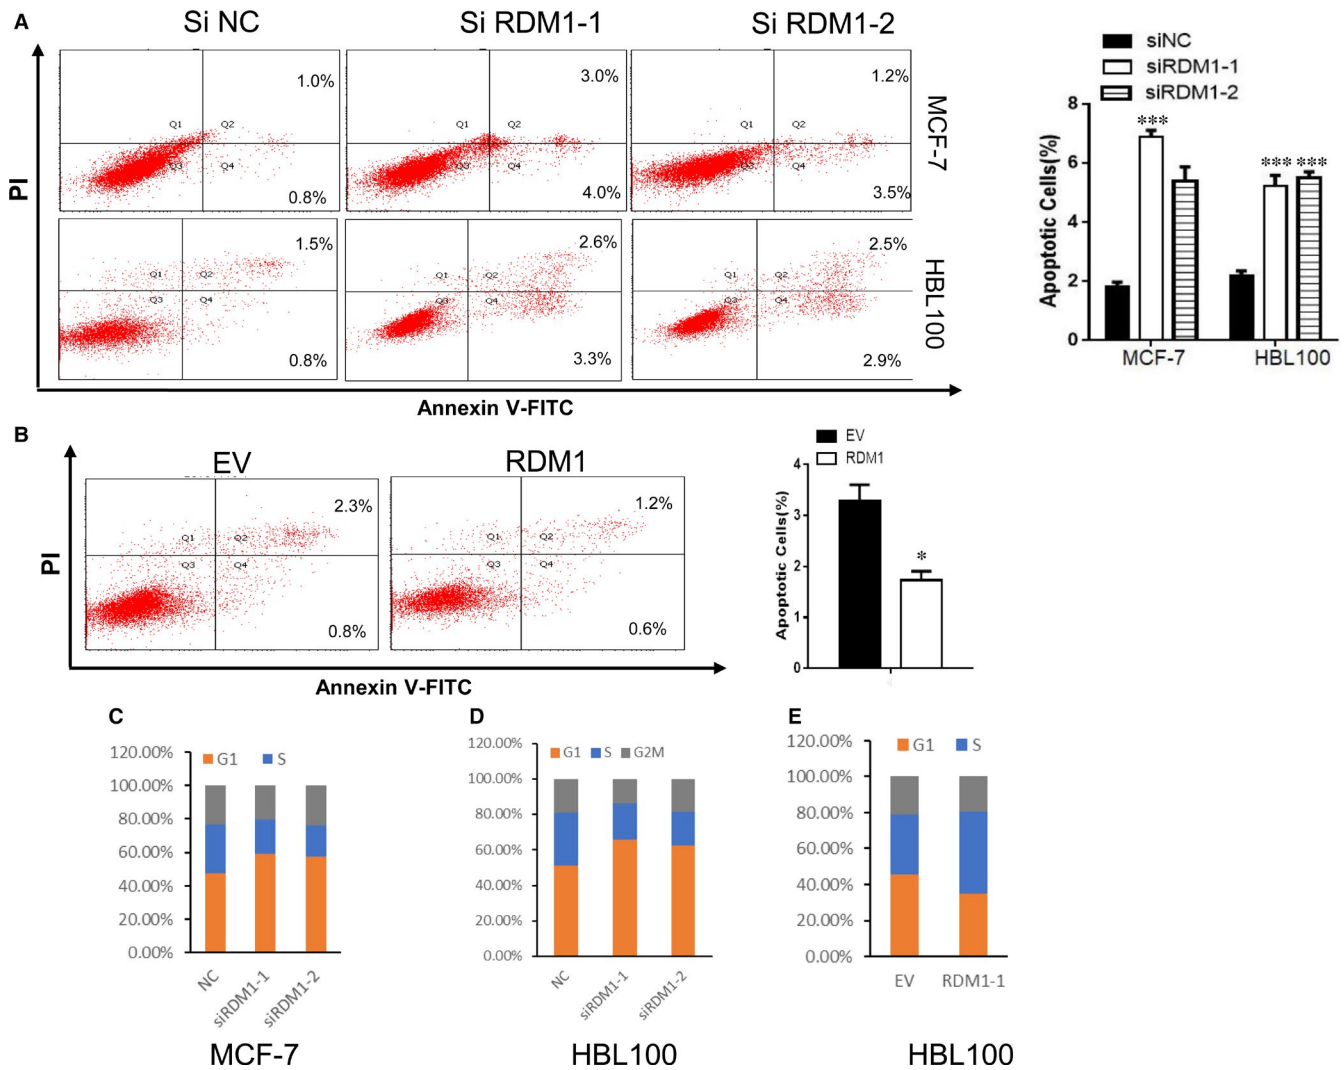 A
Si NC
Si RDM1-1
Si RDM1-2
PI
1.0%
Q1
Q2
Q3
Q4
0.8%
3.0%
Q1
Q2
Q3
Q4
4.0%
1.2%
Q1
Q2
Q3
Q4
3.5%
MCF-7
1.5%
Q1
Q2
Q3
Q4
0.8%
2.6%
Q1
Q2
Q3
Q4
3.3%
2.5%
Q1
Q2
Q3
Q4
2.9%
HBL100
Annexin V-FITC
siNC
siRDM1-1
siRDM1-2
Apoptotic Cells(%)
8
6
4
2
0
***
*** ***
MCF-7
HBL100
B
EV
RDM1
PI
2.3%
Q1
Q2
Q3
Q4
0.8%
1.2%
Q1
Q2
Q3
Q4
0.6%
Annexin V-FITC
EV
RDM1
Apoptotic Cells(%)
4
3
2
1
0
*
C
120.00%
100.00%
80.00%
60.00%
40.00%
20.00%
0.00%
G1 S
NC
siRDM1-1
siRDM1-2
MCF-7
D
120.00%
100.00%
80.00%
60.00%
40.00%
20.00%
0.00%
G1 S G2M
NC
siRDM1-1
siRDM1-2
HBL100
E
120.00%
100.00%
80.00%
60.00%
40.00%
20.00%
0.00%
G1 S
EV
RDM1-1
HBL100